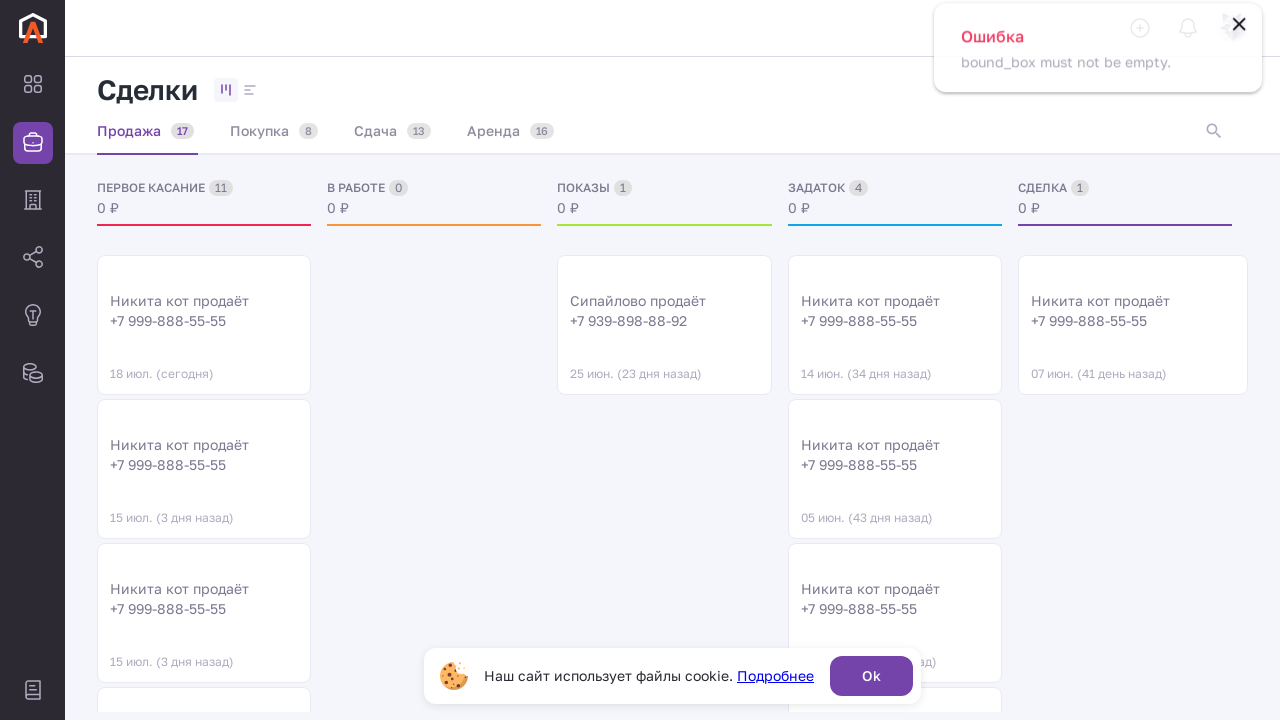 Ошибка
bound_box must not be empty.
Сделки
Продажа 17
Покупка 8
Сдача 13
Аренда 16
ПЕРВОЕ КАСАНИЕ 11
0 ₽
В РАБОТЕ 0
0 ₽
ПОКАЗЫ 1
0 ₽
ЗАДАТОК 4
0 ₽
СДЕЛКА 1
0 ₽
Никита кот продаёт
+7 999-888-55-55
18 июл. (сегодня)
Никита кот продаёт
+7 999-888-55-55
15 июл. (3 дня назад)
Никита кот продаёт
+7 999-888-55-55
15 июл. (3 дня назад)
Сипайлово продаёт
+7 939-898-88-92
25 июн. (23 дня назад)
Никита кот продаёт
+7 999-888-55-55
14 июн. (34 дня назад)
Никита кот продаёт
+7 999-888-55-55
05 июн. (43 дня назад)
Никита кот продаёт
+7 999-888-55-55
Никита кот продаёт
+7 999-888-55-55
07 июн. (41 день назад)
Наш сайт использует файлы cookie. Подробнее
Ok